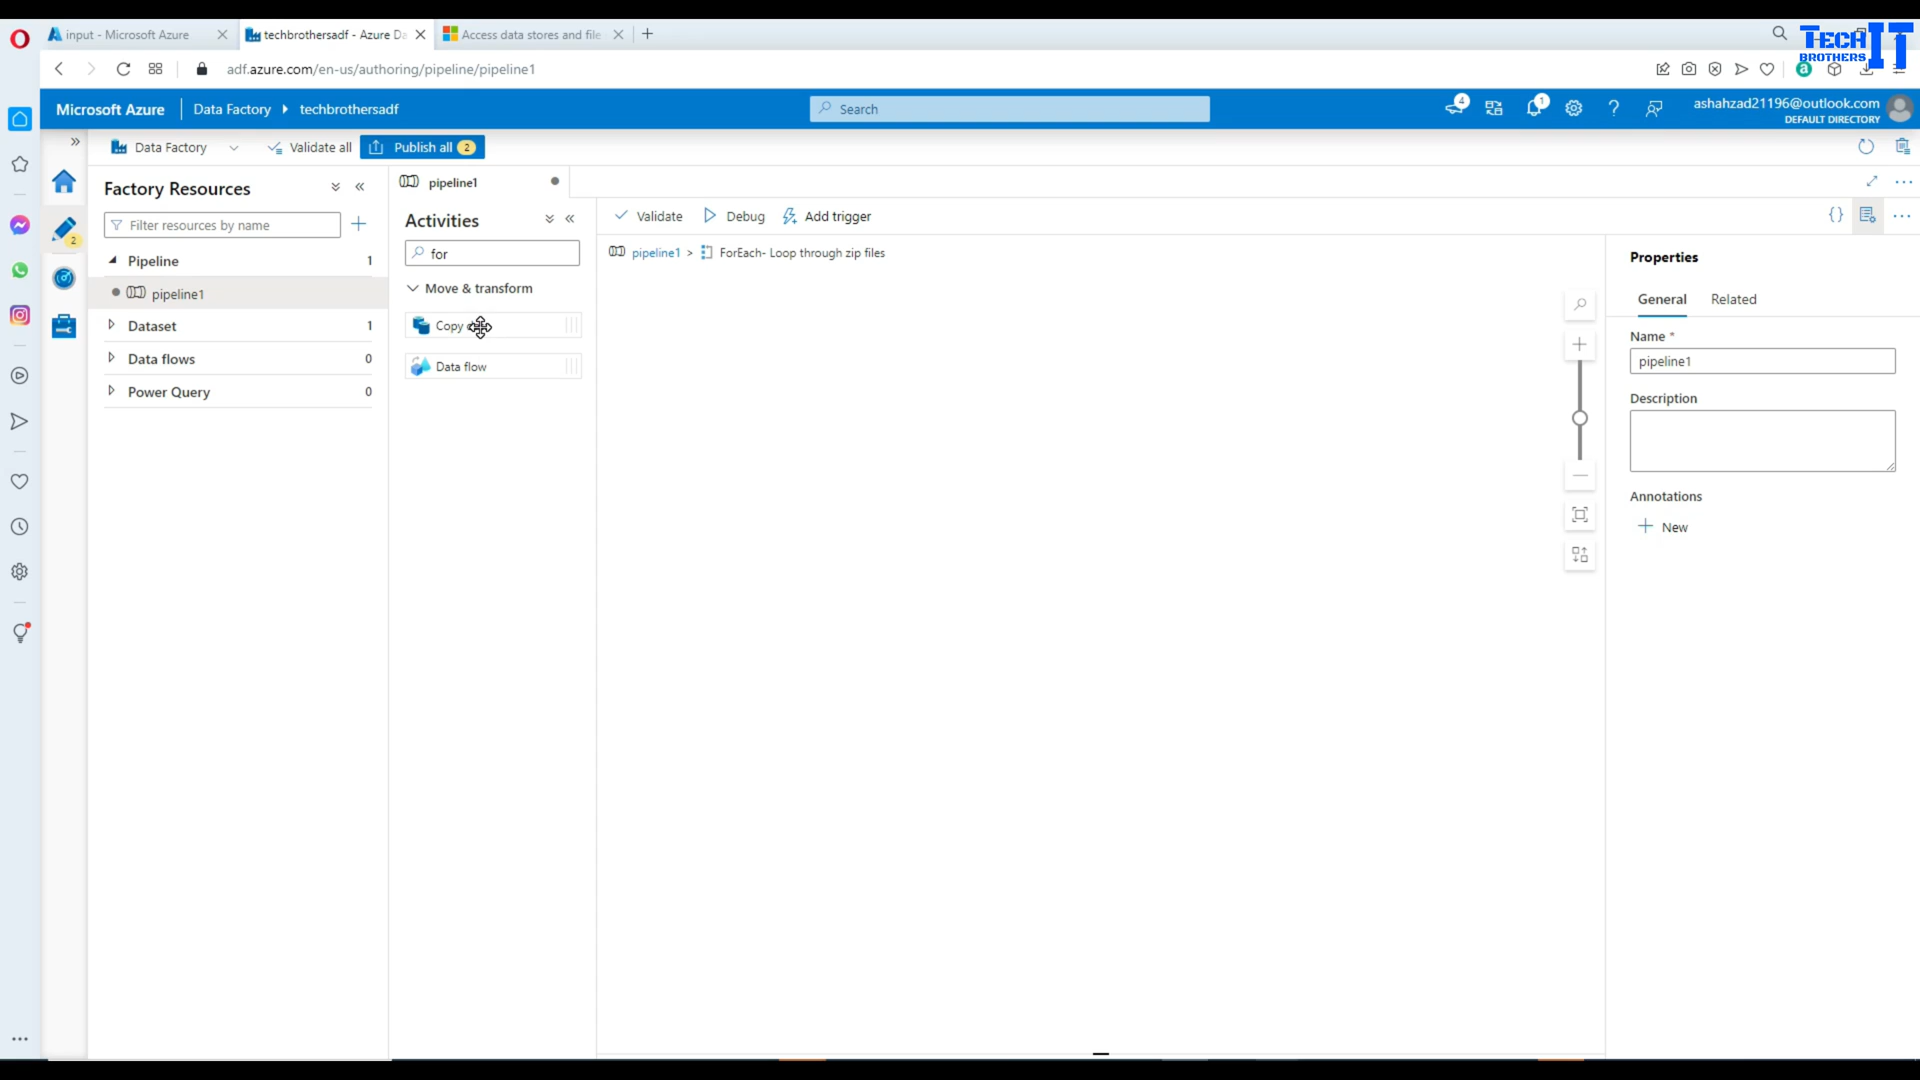 input - Microsoft Azure
techbrothersadf - Azure Da
Access data stores and file
TECH IT
BROTHERS
adf.azure.com/en-us/authoring/pipeline/pipeline1
a
Microsoft Azure
Data Factory
techbrothersadf
Search
4
1
ashahzad21196@outlook.com
DEFAULT DIRECTORY
Data Factory
Validate all
Publish all
2
Factory Resources
pipeline1
Filter resources by name
Activities
Validate
Debug
Add trigger
2
for
pipeline1 > ForEach- Loop through zip files
Properties
Pipeline
1
Move & transform
pipeline1
General
Related
Dataset
1
Copy
Name *
Data flows
0
Data flow
pipeline1
Power Query
0
Description
Annotations
New